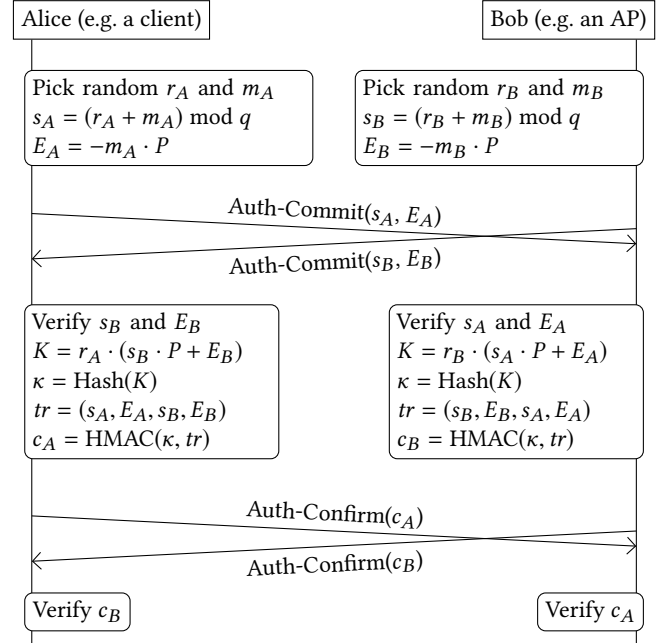 Alice (e.g. a client)
Bob (e.g. an AP)
Pick random r_A and m_A
s_A = (r_A + m_A) mod q
E_A = −m_A · P
Pick random r_B and m_B
s_B = (r_B + m_B) mod q
E_B = −m_B · P
Auth-Commit(s_A, E_A)
Auth-Commit(s_B, E_B)
Verify s_B and E_B
K = r_A · (s_B · P + E_B)
κ = Hash(K)
tr = (s_A, E_A, s_B, E_B)
c_A = HMAC(κ, tr)
Verify s_A and E_A
K = r_B · (s_A · P + E_A)
κ = Hash(K)
tr = (s_B, E_B, s_A, E_A)
c_B = HMAC(κ, tr)
Auth-Confirm(c_A)
Auth-Confirm(c_B)
Verify c_B
Verify c_A